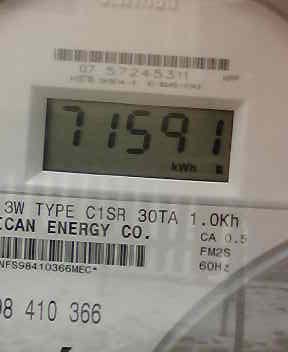 07 57245311
71591
kWh
3W TYPE C1SR 30TA 1.0Kh
ICAN ENERGY CO.
CA 0.5
FM2S
60Hz
NFS98410366MEC*
98 410 366